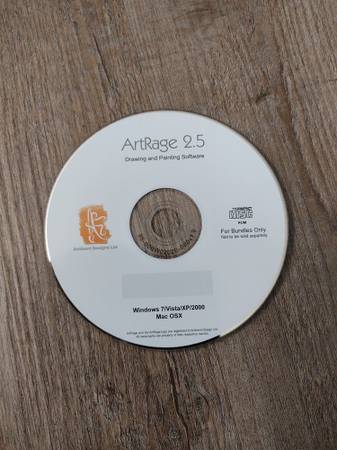 ArtRage 2.5
Drawing and Painting Software
COMPACT
disc
ROM
Ambient Design Ltd
For Bundles Only
Not to be sold separately
Windows 7/Vista/XP/2000
Mac OSX